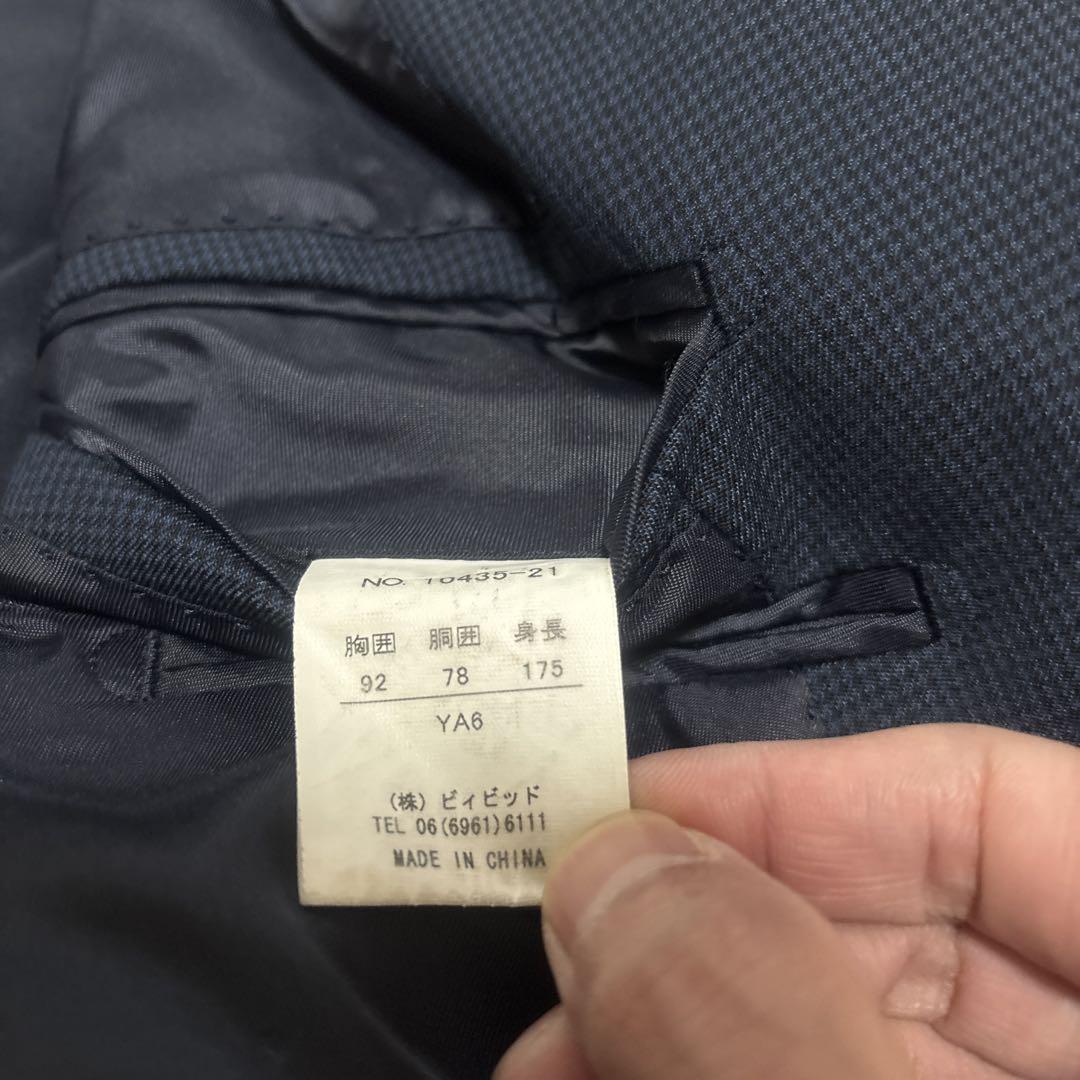 NO. 10435-21
胸囲 胴囲 身長
92 78 175
YA6
(株) ビィビッド
TEL 06(6961)6111
MADE IN CHINA